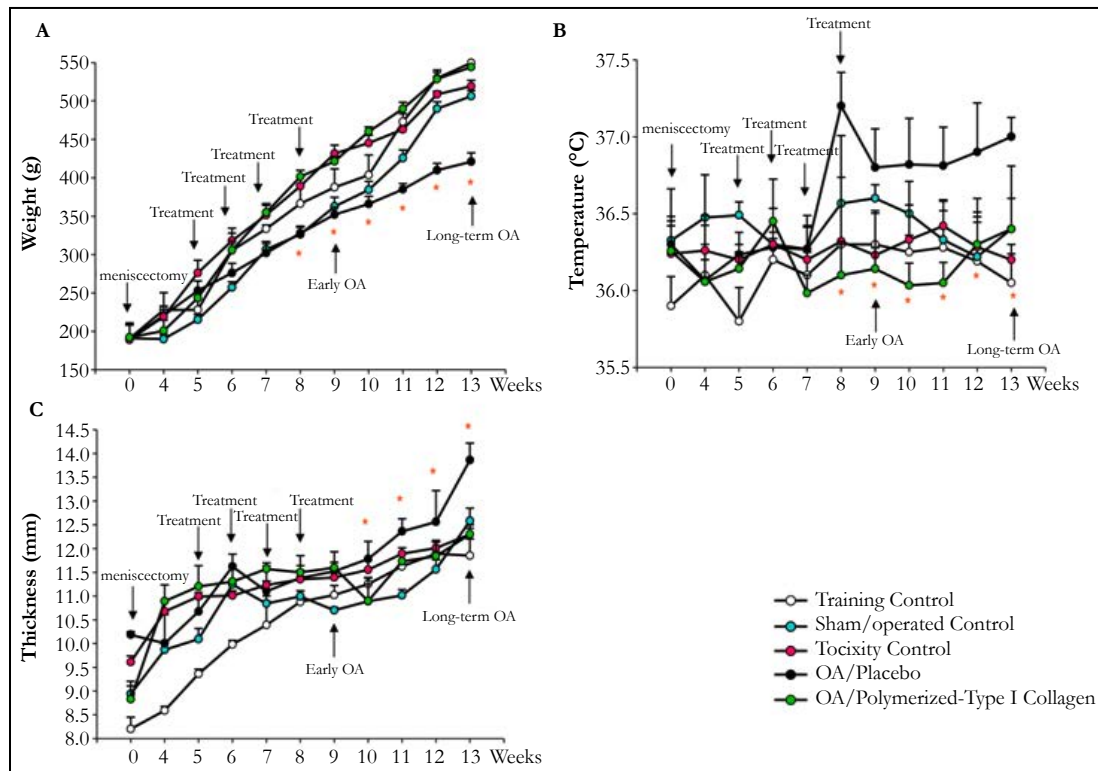 A
550
500
450
400
350
300
250
200
150
Weight (g)
meniscectomy
Treatment
Treatment
Treatment
Treatment
Early OA
Long-term OA
*
*
*
*
*
*
0 4 5 6 7 8 9 10 11 12 13 Weeks
B
37.5
37.0
36.5
36.0
35.5
Temperature (°C)
meniscectomy
Treatment
Treatment
Treatment
Treatment
Early OA
Long-term OA
*
*
*
*
*
*
0 4 5 6 7 8 9 10 11 12 13 Weeks
C
14.5
14.0
13.5
13.0
12.5
12.0
11.5
11.0
10.0
9.5
9.0
8.5
8.0
Thickness (mm)
meniscectomy
Treatment
Treatment
Treatment
Treatment
Early OA
Long-term OA
*
*
*
*
0 4 5 6 7 8 9 10 11 12 13 Weeks
Training Control
Sham/operated Control
Tocixity Control
OA/Placebo
OA/Polymerized-Type I Collagen